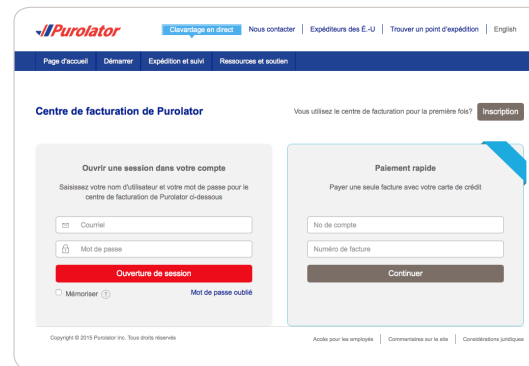 Purolator
Clavardage en direct
Nous contacter
Expéditeurs des É.-U
Trouver un point d'expédition
English
Page d'accueil
Démarrer
Expédition et suivi
Ressources et soutien
Centre de facturation de Purolator
Vous utilisez le centre de facturation pour la première fois?
Inscription
Ouvrir une session dans votre compte
Saisissez votre nom d'utilisateur et votre mot de passe pour le
centre de facturation de Purolator ci-dessous
Courriel
Mot de passe
Ouverture de session
Mémoriser ?
Mot de passe oublié
Paiement rapide
Payer une seule facture avec votre carte de crédit
No de compte
Numéro de facture
Continuer
Copyright © 2015 Purolator Inc. Tous droits réservés
Accès pour les employés
Commentaires sur le site
Considérations juridiques